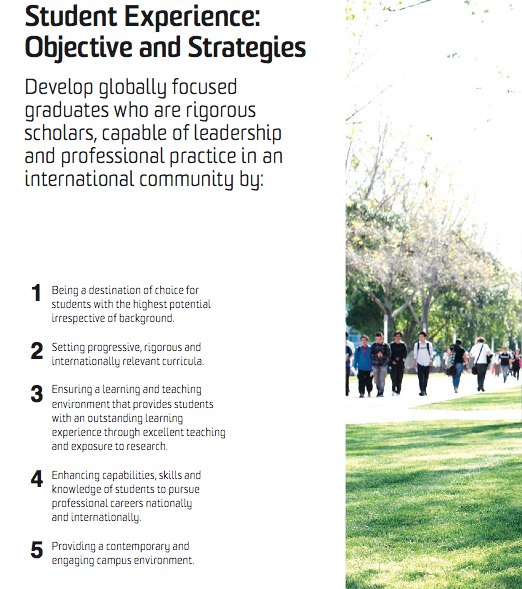 Student Experience:
Objective and Strategies
Develop globally focused
graduates who are rigorous
scholars, capable of leadership
and professional practice in an
international community by:
1 Being a destination of choice for
students with the highest potential
irrespective of background.
2 Setting progressive, rigorous and
internationally relevant curricula.
3 Ensuring a learning and teaching
environment that provides students
with an outstanding learning
experience through excellent teaching
and exposure to research.
4 Enhancing capabilities, skills and
knowledge of students to pursue
professional careers nationally
and internationally.
5 Providing a contemporary and
engaging campus environment.